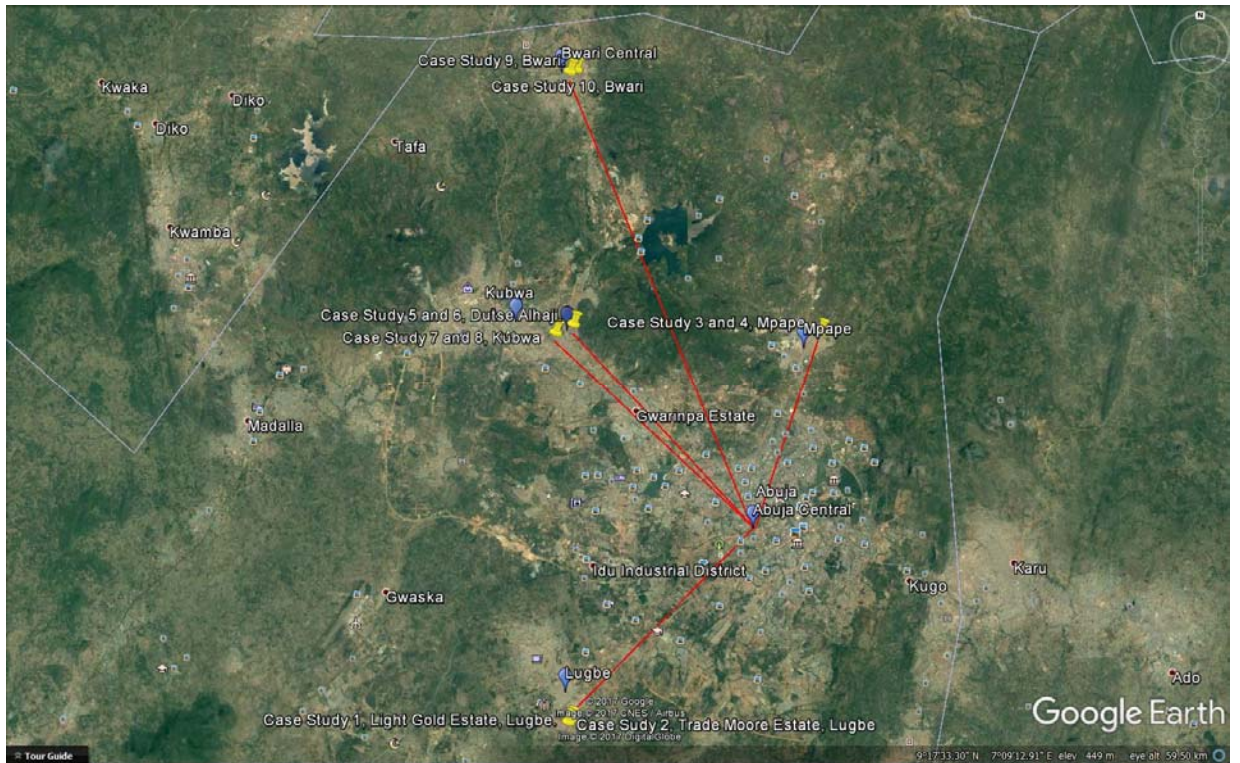 N
Bwari Central
Case Study 9, Bwari
Case Study 10, Bwari
Kwaka
Diko
Diko
Tafa
Kwamba
Kubwa
Case Study 5 and 6, Dutse Alhaji
Case Study 3 and 4, Mpape
Mpape
Case Study 7 and 8, Kubwa
Gwarinpa Estate
Madalla
Abuja
Abuja Central
Idu Industrial District
Karu
Kugo
Gwaska
Lugbe
Ado
© 2017 Google
Image © 2017 CNES / Airbus
Case Study 1, Light Gold Estate, Lugbe
Case Sudy 2, Trade Moore Estate, Lugbe
Image © 2017 DigitalGlobe
Google Earth
Tour Guide
9°17'33.30" N 7°09'12.91" E elev 449 m eye alt 59.50 km